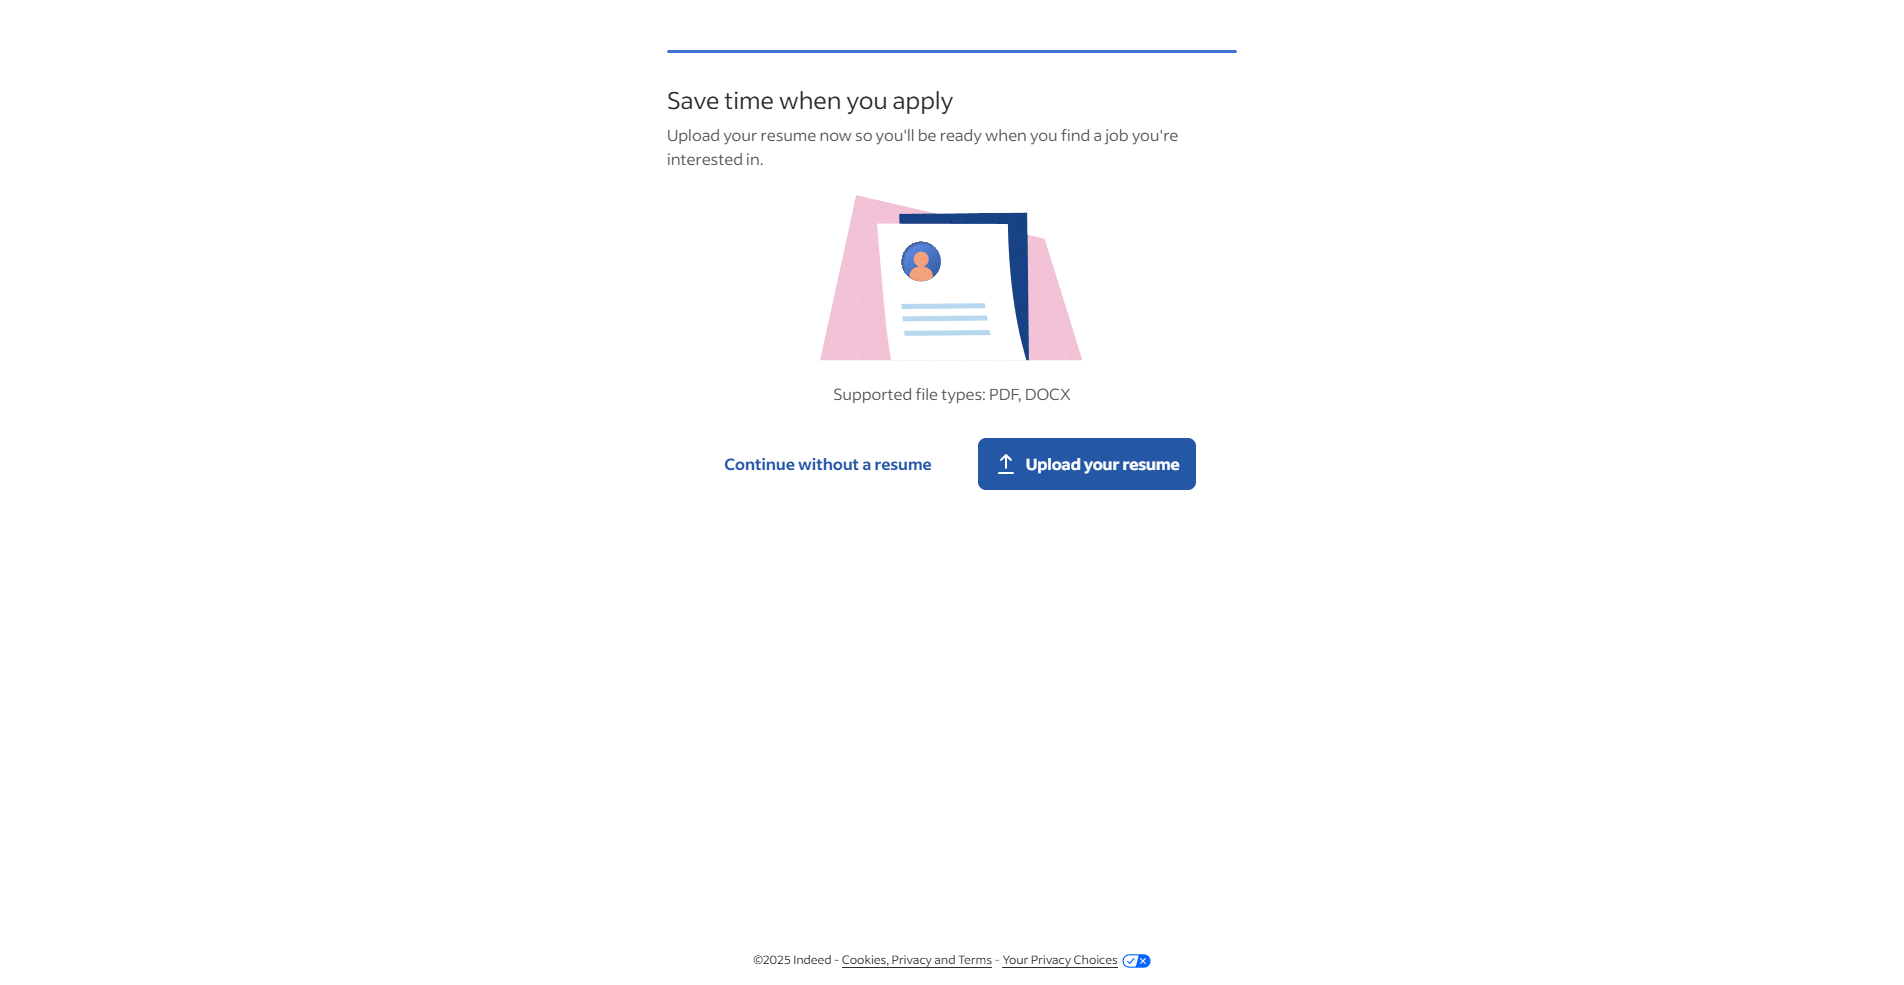 Save time when you apply
Upload your resume now so you'll be ready when you find a job you're
interested in.
Supported file types: PDF, DOCX
Continue without a resume
Upload your resume
©2025 Indeed - Cookies, Privacy and Terms - Your Privacy Choices